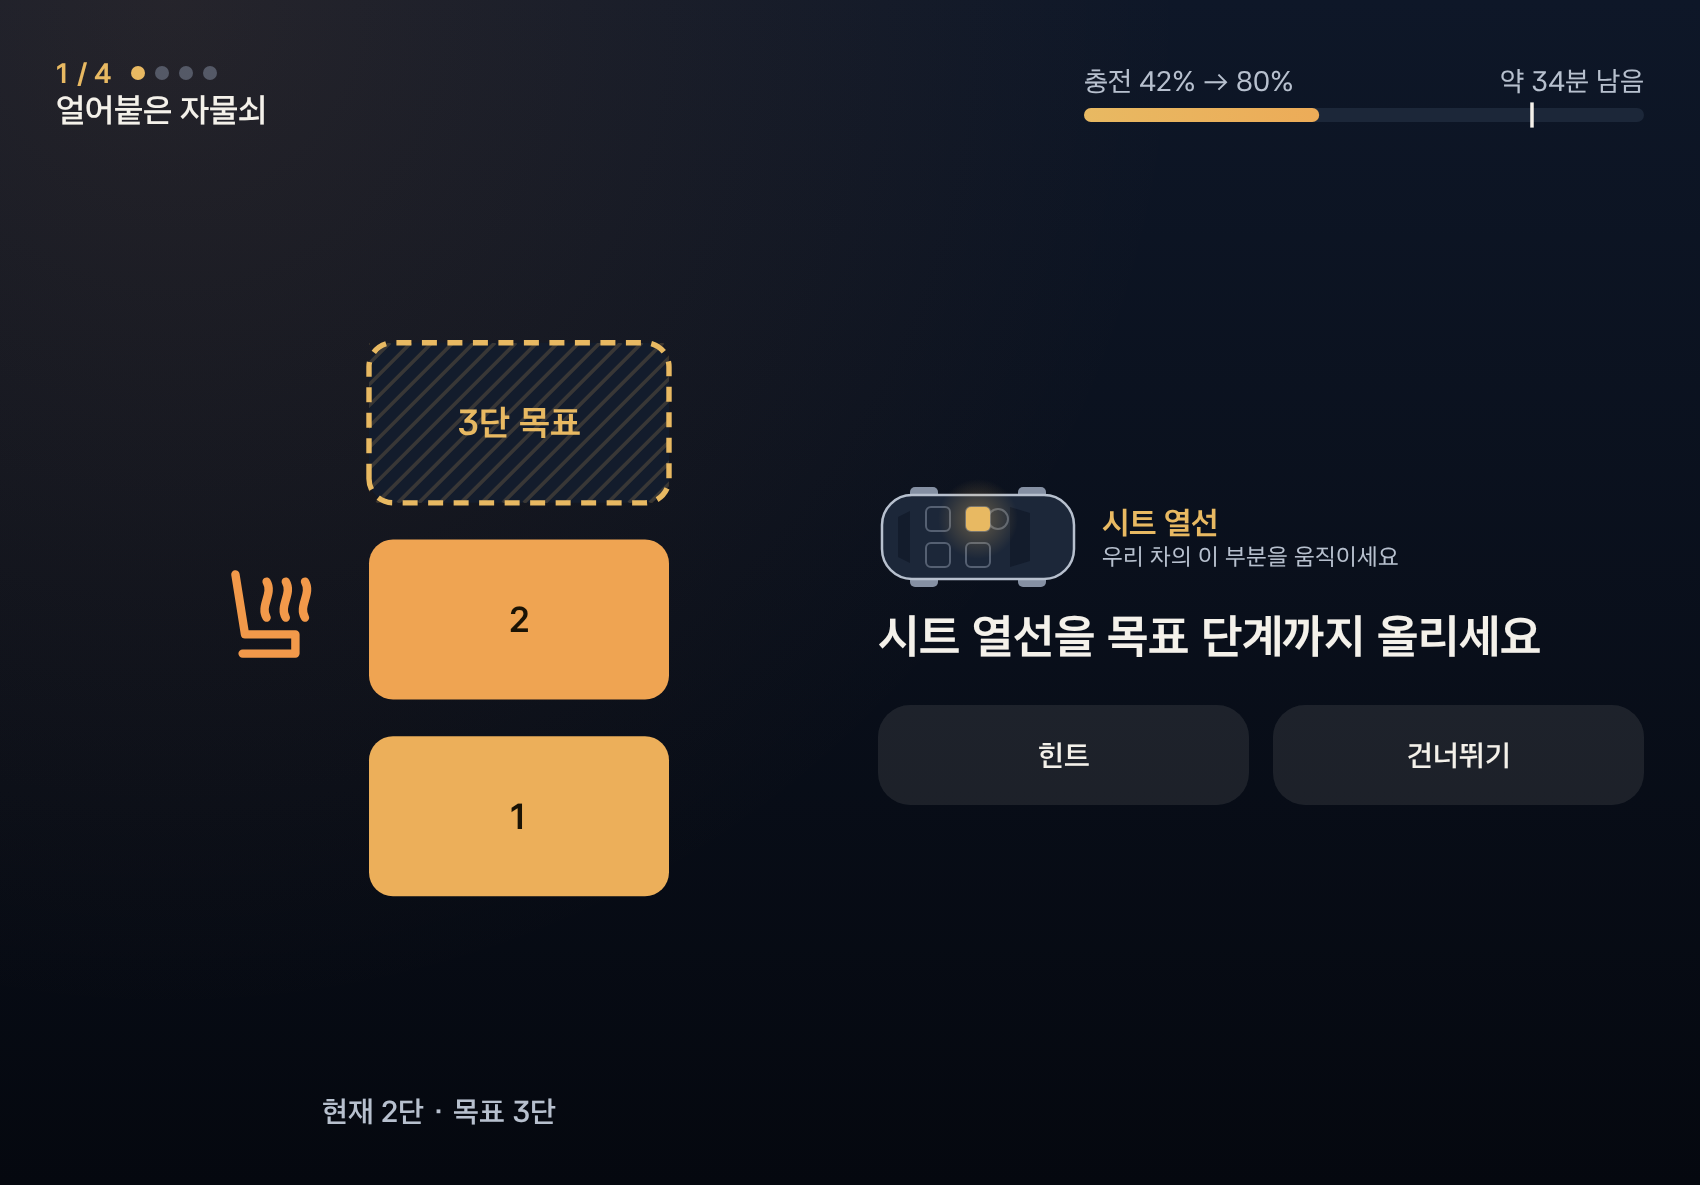 1 / 4
얼어붙은 자물쇠
충전 42% → 80%
약 34분 남음
3단 목표
2
1
시트 열선
우리 차의 이 부분을 움직이세요
시트 열선을 목표 단계까지 올리세요
힌트
건너뛰기
현재 2단 · 목표 3단